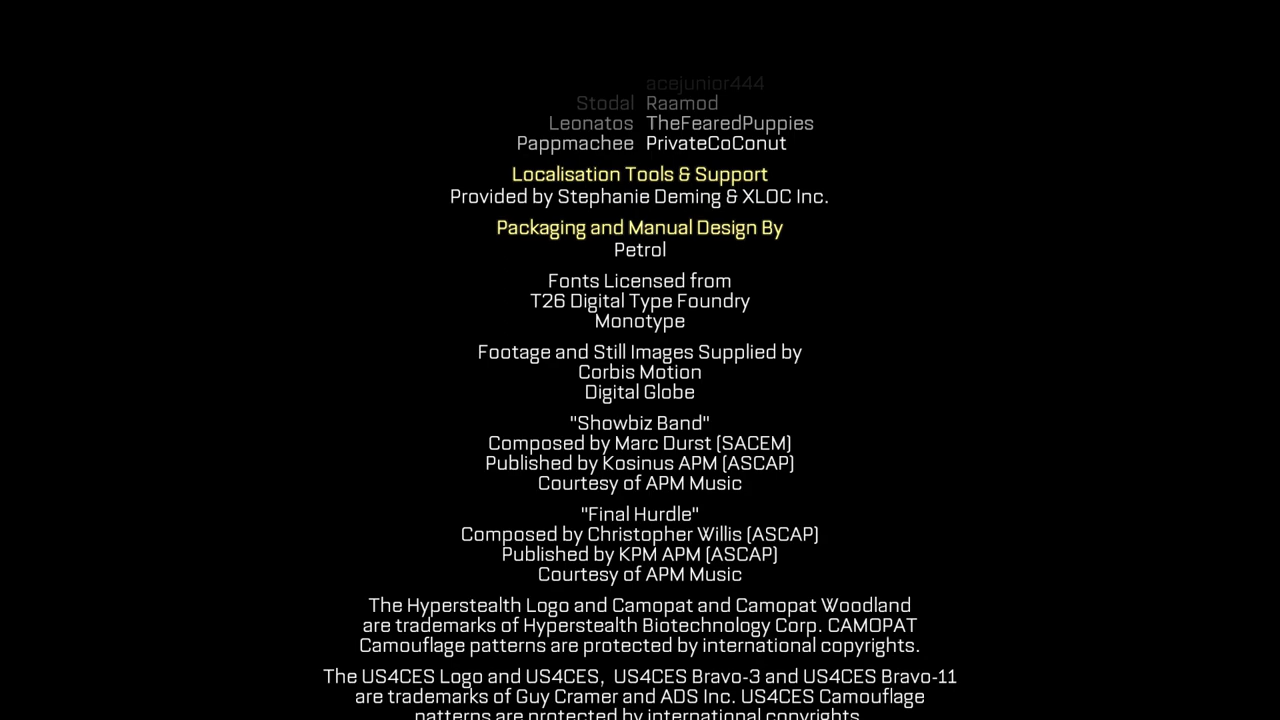 acejunior444
Stodal Raamod
Leonatos TheFearedPuppies
Pappmachee PrivateCoConut
Localisation Tools & Support
Provided by Stephanie Deming & XLOC Inc.
Packaging and Manual Design By
Petrol
Fonts Licensed from
T26 Digital Type Foundry
Monotype
Footage and Still Images Supplied by
Corbis Motion
Digital Globe
"Showbiz Band"
Composed by Marc Durst (SACEM)
Published by Kosinus APM (ASCAP)
Courtesy of APM Music
"Final Hurdle"
Composed by Christopher Willis (ASCAP)
Published by KPM APM (ASCAP)
Courtesy of APM Music
The Hyperstealth Logo and Camopat and Camopat Woodland
are trademarks of Hyperstealth Biotechnology Corp. CAMOPAT
Camouflage patterns are protected by international copyrights.
The US4CES Logo and US4CES, US4CES Bravo-3 and US4CES Bravo-11
are trademarks of Guy Cramer and ADS Inc. US4CES Camouflage
patterns are protected by international copyrights.